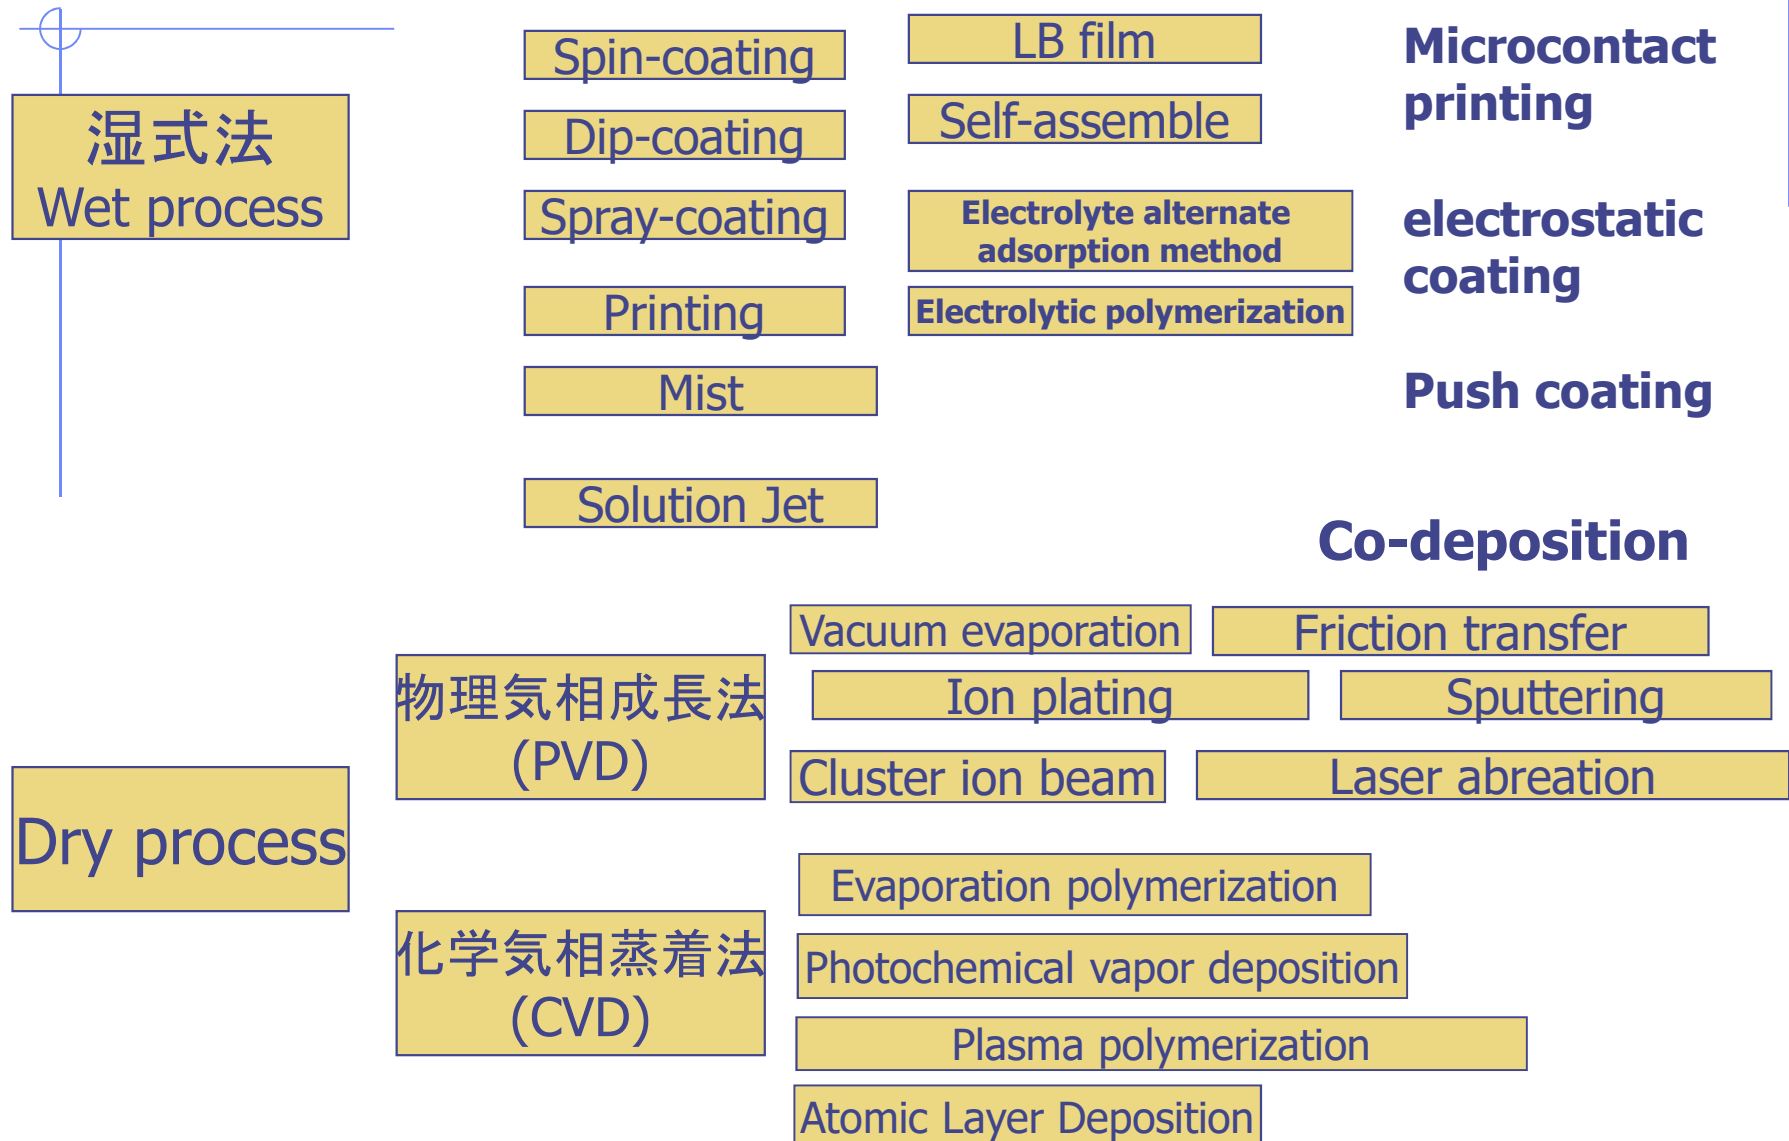 湿式法
Wet process
Spin-coating
Dip-coating
Spray-coating
Printing
Mist
Solution Jet
LB film
Self-assemble
Electrolyte alternate
adsorption method
Electrolytic polymerization
Microcontact
printing
electrostatic
coating
Push coating
Co-deposition
Dry process
物理気相成長法
(PVD)
Vacuum evaporation
Friction transfer
Ion plating
Sputtering
Cluster ion beam
Laser abreation
化学気相蒸着法
(CVD)
Evaporation polymerization
Photochemical vapor deposition
Plasma polymerization
Atomic Layer Deposition